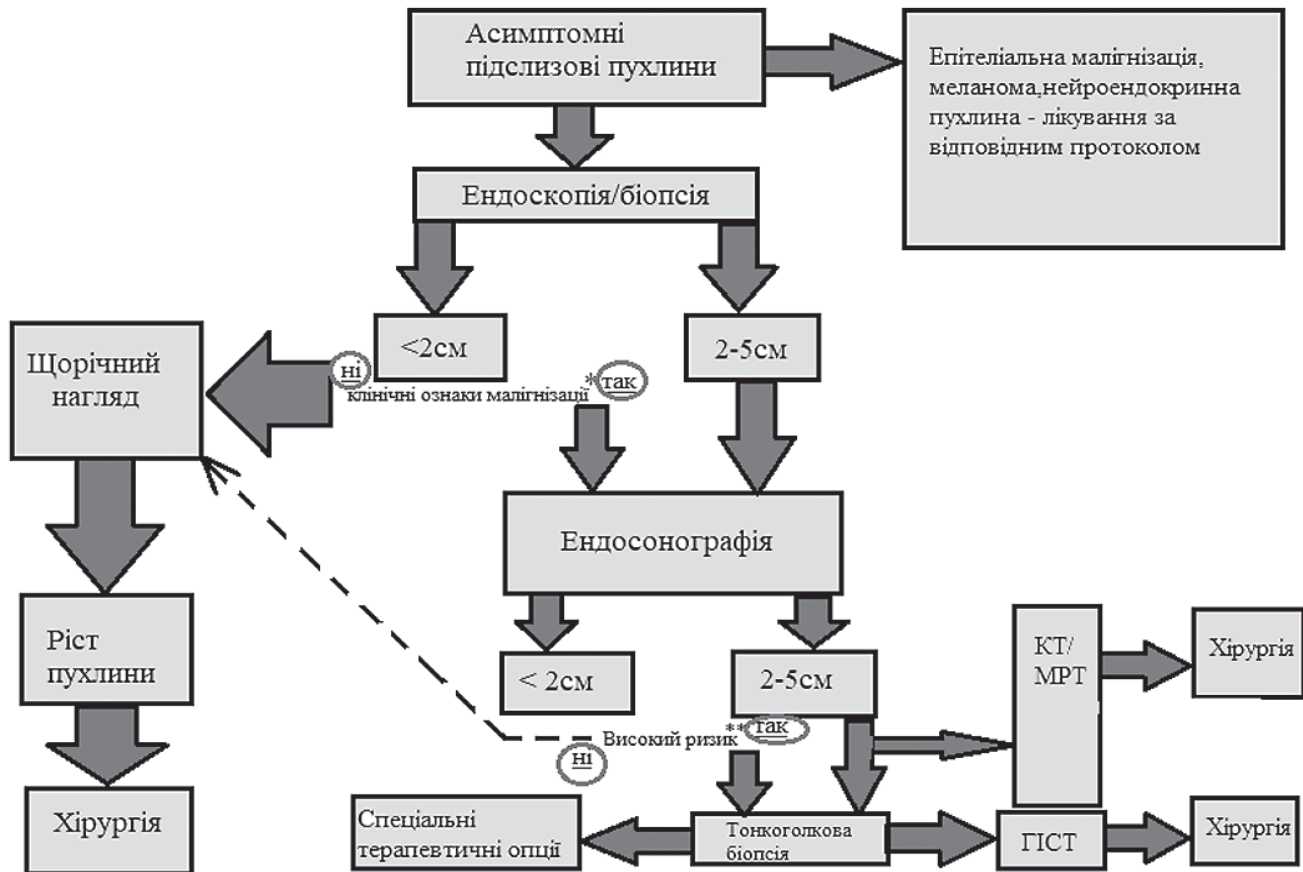 Асимптомні
підслизові пухлини
Епітеліальна малігнізація,
меланома,нейроендокринна
пухлина - лікування за
відповідним протоколом
Ендоскопія/біопсія
<2см
2-5см
Щорічний
нагляд
ні
клінічні ознаки малігнізації*
так
Ендосонографія
Ріст
пухлини
< 2см
2-5см
КТ/
МРТ
Хірургія
Високий ризик**
так
ні
Хірургія
Спеціальні
терапевтичні опції
Тонкоголкова
біопсія
ГІСТ
Хірургія